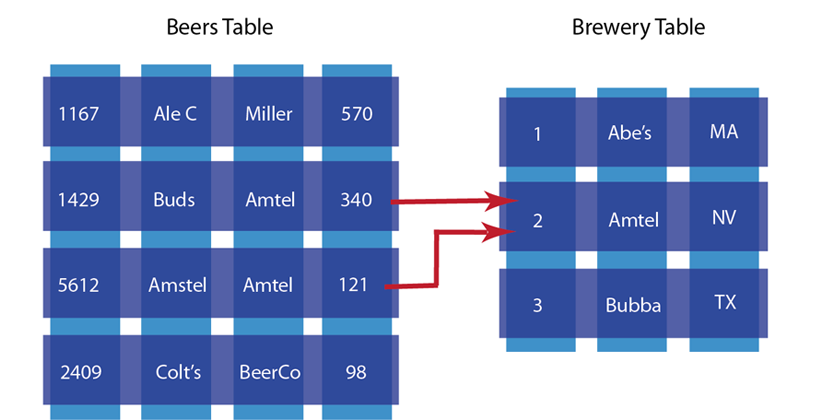 Beers Table
1167 Ale C Miller 570
1429 Buds Amtel 340
5612 Amstel Amtel 121
2409 Colt's BeerCo 98
Brewery Table
1 Abe's MA
2 Amtel NV
3 Bubba TX